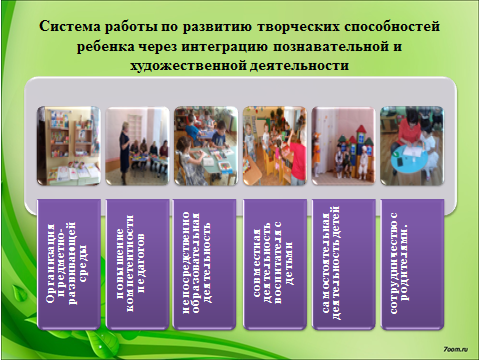 Система работы по развитию творческих способностей
ребенка через интеграцию познавательной и
художественной деятельности
Организация
предметно-
развивающей
среды
повышение
компетентности
педагогов
непосредственно
образовательная
деятельность
совместная
деятельность
воспитателя с
детьми
самостоятельная
деятельность детей
сотрудничество с
родителями.
7oom.ru